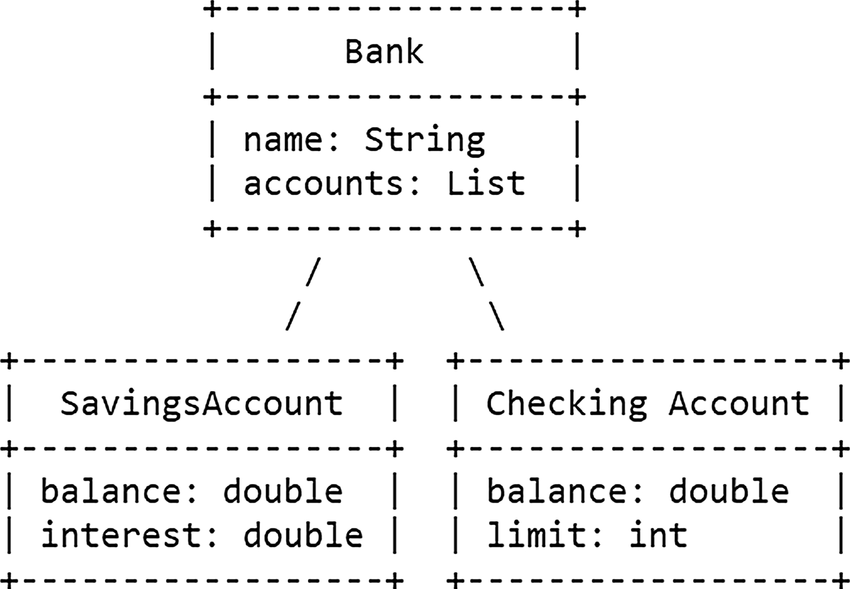 +-----------------+
|      Bank       |
+-----------------+
| name: String    |
| accounts: List  |
+-----------------+
/ \
/ \
+------------------+ +-------------------+
| SavingsAccount | | Checking Account |
+------------------+ +-------------------+
| balance: double | | balance: double |
| interest: double | | limit: int |
+------------------+ +-------------------+